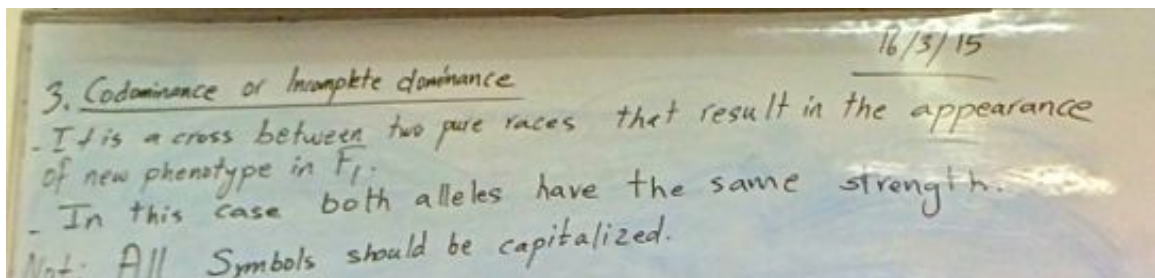 16/3/15
3. Codominance or Incomplete dominance
- It is a cross between two pure races that result in the appearance
of new phenotype in F1.
- In this case both alleles have the same strength.
Not: All Symbols should be capitalized.